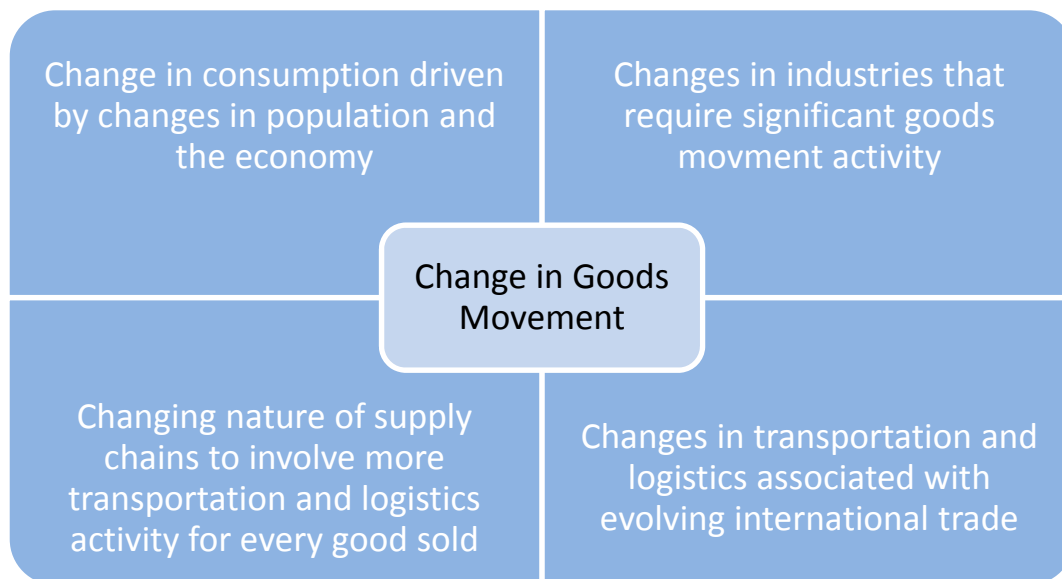 Change in consumption driven
by changes in population and
the economy
Changes in industries that
require significant goods
movment activity
Change in Goods
Movement
Changing nature of supply
chains to involve more
transportation and logistics
activity for every good sold
Changes in transportation and
logistics associated with
evolving international trade